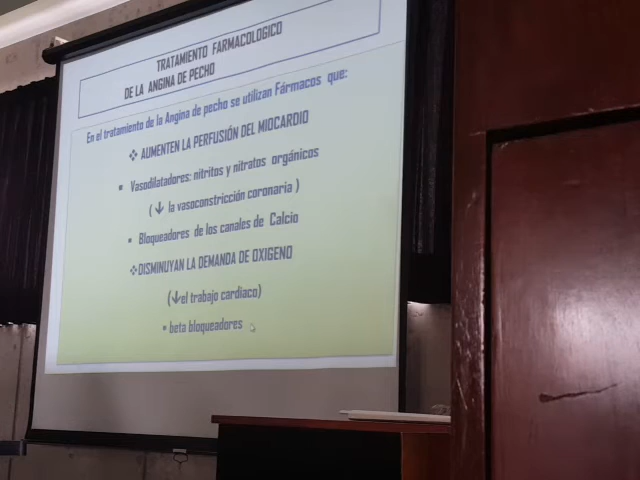 TRATAMIENTO FARMACOLOGICO
DE LA ANGINA DE PECHO
En el tratamiento de la Angina de pecho se utilizan Fármacos que:
❖ AUMENTEN LA PERFUSIÓN DEL MIOCARDIO
▪ Vasodilatadores: nitritos y nitratos orgánicos
(↓ la vasoconstricción coronaria )
▪ Bloqueadores de los canales de Calcio
❖DISMINUYAN LA DEMANDA DE OXIGENO
(↓el trabajo cardiaco)
▪ beta bloqueadores